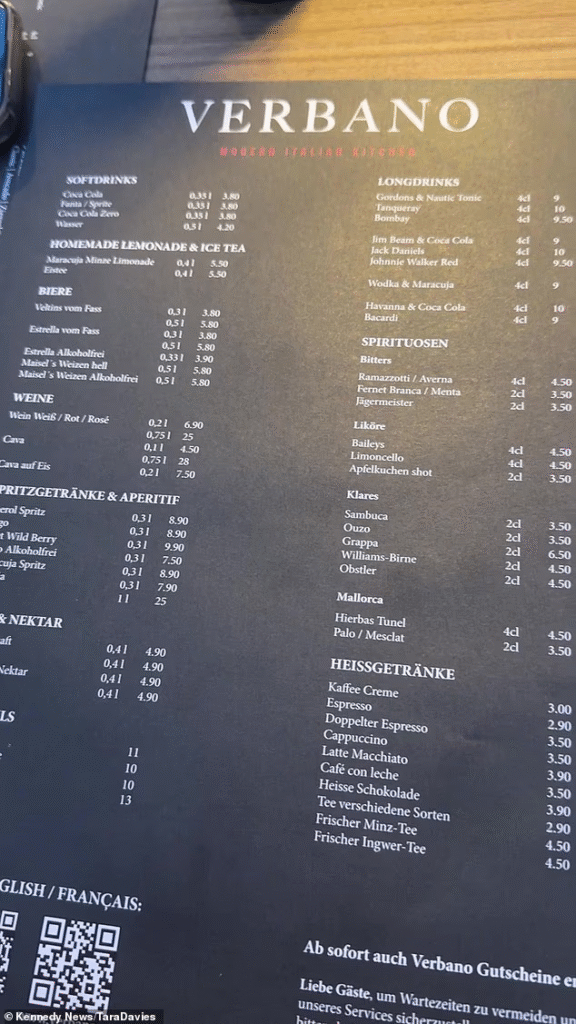 VERBANO
MODERN ITALIAN KITCHEN
SOFTDRINKS
Coca Cola 0,35 l 3.80
Fanta / Sprite 0,35 l 3.80
Coca Cola Zero 0,35 l 3.80
Wasser 0,5 l 4.20
HOMEMADE LEMONADE & ICE TEA
Maracuja Minze Limonade 0,4 l 5.50
Eistee 0,4 l 5.50
BIERE
Veltins vom Fass 0,3 l 3.80
0,5 l 5.80
Estrella vom Fass 0,3 l 3.80
0,5 l 5.80
Estrella Alkoholfrei 0,33 l 3.90
Maisel´s Weizen hell 0,5 l 5.80
Maisel´s Weizen Alkoholfrei 0,5 l 5.80
WEINE
Wein Weiß / Rot / Rosé 0,2 l 6.90
0,75 l 25
Cava 0,1 l 4.50
0,75 l 28
Cava auf Eis 0,2 l 7.50
PRITZGETRÄNKE & APERITIF
erol Spritz 0,3 l 8.90
go 0,3 l 8.90
t Wild Berry 0,3 l 9.90
o Alkoholfrei 0,3 l 7.50
cuja Spritz 0,3 l 8.90
a 0,3 l 7.90
1 l 25
& NEKTAR
aft 0,4 l 4.90
0,4 l 4.90
Nektar 0,4 l 4.90
0,4 l 4.90
LS
11
10
10
13
GLISH / FRANÇAIS:
LONGDRINKS
Gordons & Nautic Tonic 4cl 9
Tanqueray 4cl 10
Bombay 4cl 9.50
Jim Beam & Coca Cola 4cl 9
Jack Daniels 4cl 10
Johnnie Walker Red 4cl 9.50
Wodka & Maracuja 4cl 9
Havanna & Coca Cola 4cl 10
Bacardi 4cl 9
SPIRITUOSEN
Bitters
Ramazzotti / Averna 4cl 4.50
Fernet Branca / Menta 2cl 3.50
Jägermeister 2cl 3.50
Liköre
Baileys 4cl 4.50
Limoncello 4cl 4.50
Apfelkuchen shot 2cl 3.50
Klares
Sambuca 2cl 3.50
Ouzo 2cl 3.50
Grappa 2cl 6.50
Williams-Birne 2cl 4.50
Obstler 2cl 4.50
Mallorca
Hierbas Tunel 4cl 4.50
Palo / Mesclat 2cl 3.50
HEISSGETRÄNKE
Kaffee Creme 3.00
Espresso 2.90
Doppelter Espresso 3.50
Cappuccino 3.50
Latte Macchiato 3.90
Café con leche 3.50
Heisse Schokolade 3.90
Tee verschiedene Sorten 2.90
Frischer Minz-Tee 4.50
Frischer Ingwer-Tee 4.50
Ab sofort auch Verbano Gutscheine er
Liebe Gäste, um Wartezeiten zu vermeiden un
unseres Services
© Kennedy News/TaraDavies